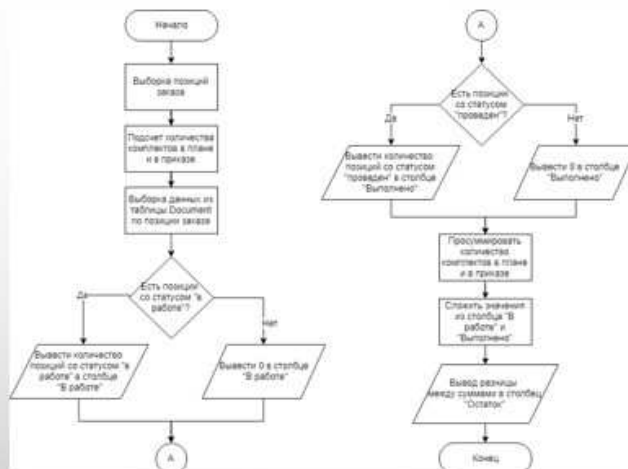 Начало
Выборка позиций
заказа
Подсчет количества
комплектов в плане
и в приказе
Выборка данных из
таблицы Document
по позиции заказа
Есть позиции
со статусом "в
работе"?
Да
Нет
Вывести количество
позиций со статусом "в
работе" в столбце
"В работе"
Вывести 0 в столбце
"В работе"
А
А
Есть позиции
со статусом
"проведен"?
Да
Нет
Вывести количество
позиций со статусом
"проведен" в столбце
"Выполнено"
Вывести 0 в столбце
"Выполнено"
Просуммировать
количество
комплектов в плане
и в приказе
Сложить значения
из столбца "В
работе" и
"Выполнено"
Вывод разницы
между суммами в столбец
"Остаток"
Конец